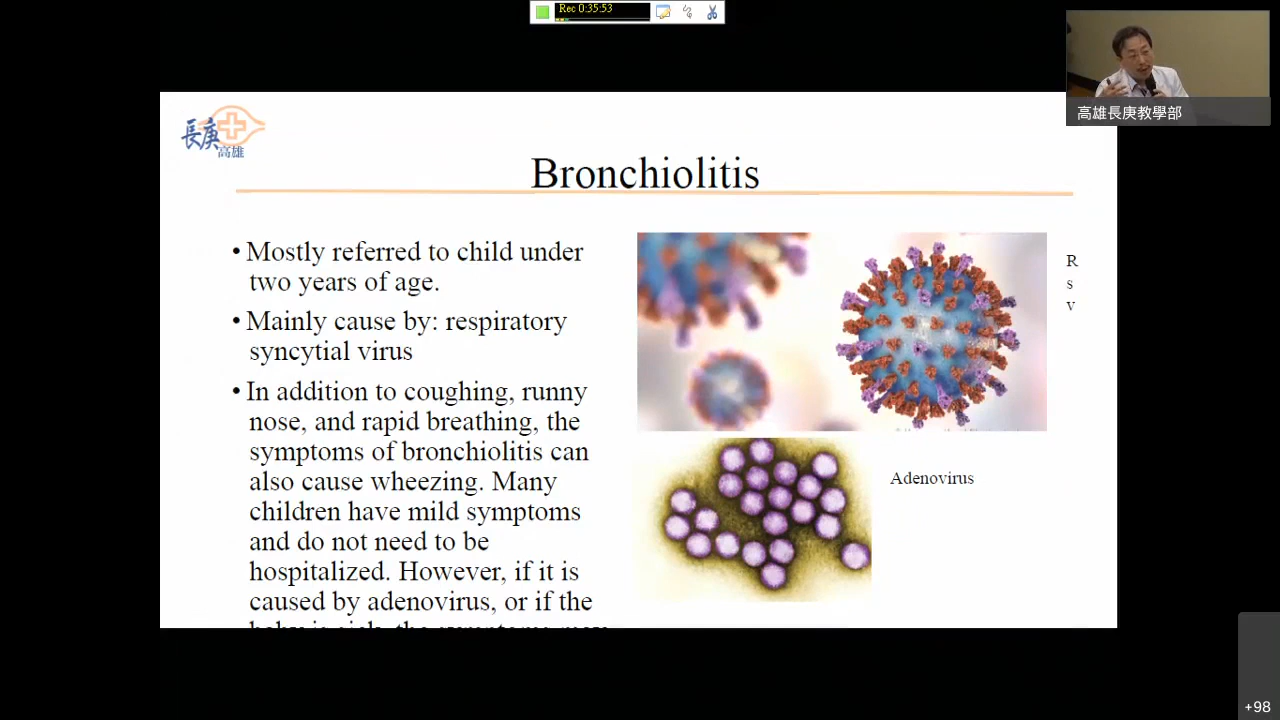 Rec 0:35:53
高雄長庚教學部
長庚
高雄
Bronchiolitis
• Mostly referred to child under
two years of age.
• Mainly cause by: respiratory
syncytial virus
• In addition to coughing, runny
nose, and rapid breathing, the
symptoms of bronchiolitis can
also cause wheezing. Many
children have mild symptoms
and do not need to be
hospitalized. However, if it is
caused by adenovirus, or if the
R
s
v
Adenovirus
+98